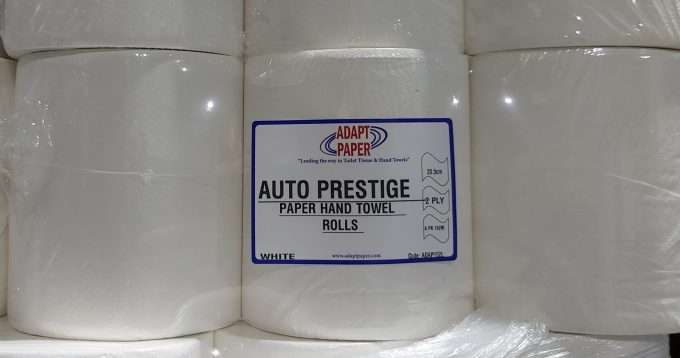 ADAPT
PAPER
"Leading the way in Toilet Tissue & Hand Towels"
AUTO PRESTIGE
PAPER HAND TOWEL
ROLLS
2 PLY
WHITE
www.adaptpaper.com